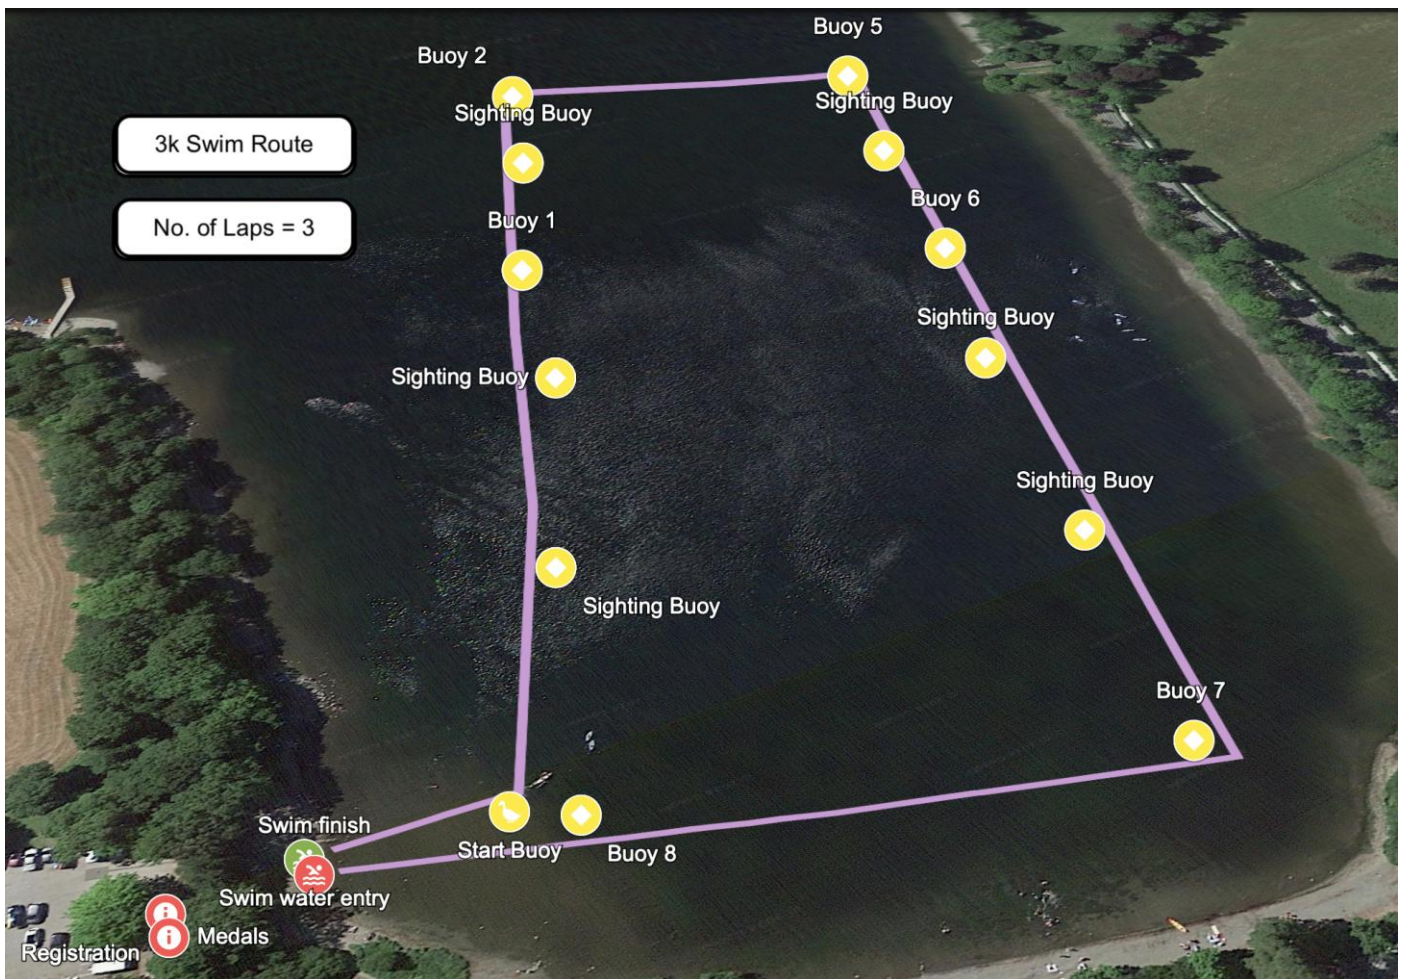 Buoy 5
Buoy 2
Sighting Buoy
Sighting Buoy
3k Swim Route
Buoy 6
No. of Laps = 3
Buoy 1
Sighting Buoy
Sighting Buoy
Sighting Buoy
Sighting Buoy
Buoy 7
Swim finish
Start Buoy
Buoy 8
Swim water entry
Medals
Registration